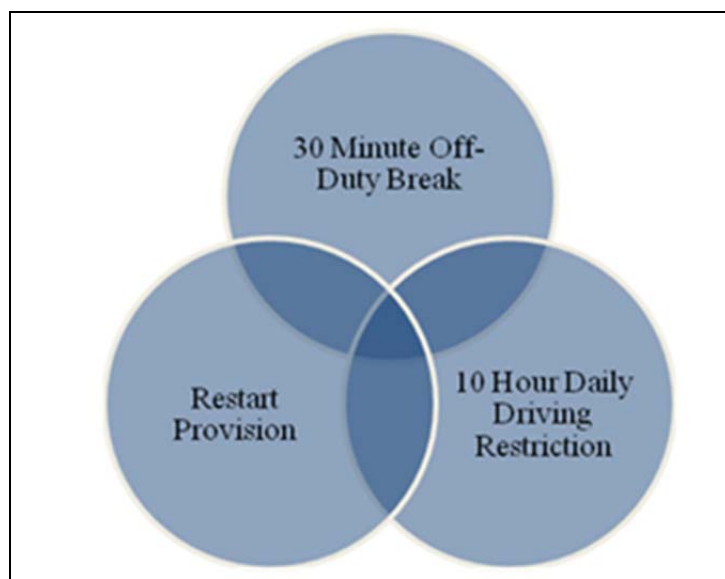 30 Minute Off-
Duty Break
Restart
Provision
10 Hour Daily
Driving
Restriction